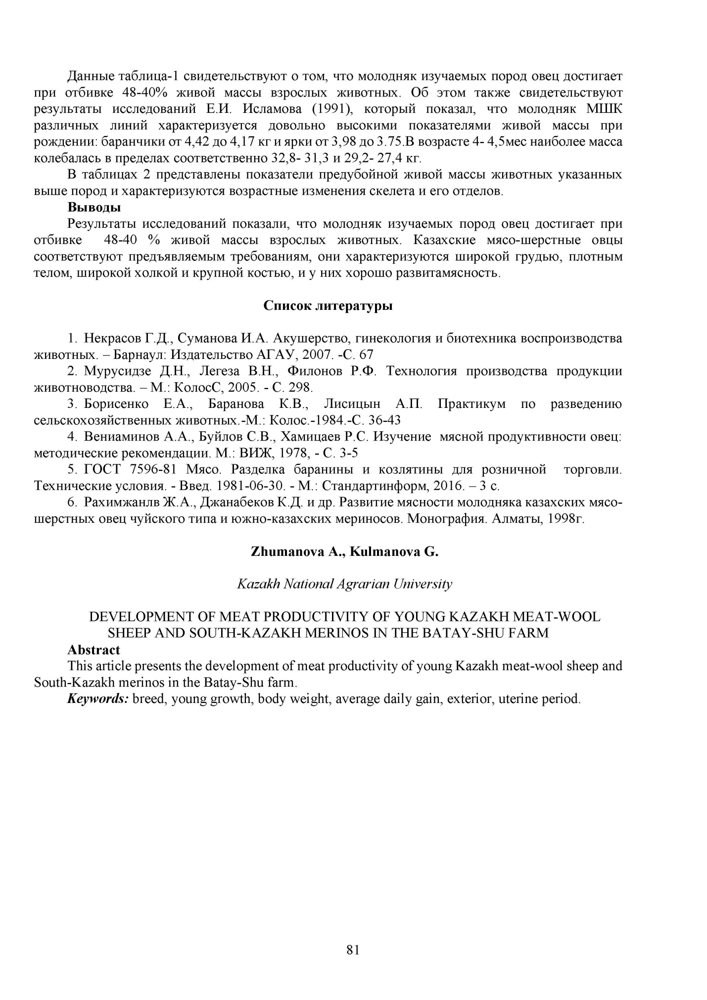 Данные таблица-1 свидетельствуют о том, что молодняк изучаемых пород овец достигает
при отбивке 48-40% живой массы взрослых животных. Об этом также свидетельствуют
результаты исследований Е.И. Исламова (1991), который показал, что молодняк МШК
различных линий характеризуется довольно высокими показателями живой массы при
рождении: баранчики от 4,42 до 4,17 кг и ярки от 3,98 до 3.75.В возрасте 4- 4,5мес наиболее масса
колебалась в пределах соответственно 32,8- 31,3 и 29,2- 27,4 кг.
В таблицах 2 представлены показатели предубойной живой массы животных указанных
выше пород и характеризуются возрастные изменения скелета и его отделов.
Выводы
Результаты исследований показали, что молодняк изучаемых пород овец достигает при
отбивке 48-40 % живой массы взрослых животных. Казахские мясо-шерстные овцы
соответствуют предъявляемым требованиям, они характеризуются широкой грудью, плотным
телом, широкой холкой и крупной костью, и у них хорошо развитамясность.
Список литературы
1. Некрасов Г.Д., Суманова И.А. Акушерство, гинекология и биотехника воспроизводства
животных. – Барнаул: Издательство АГАУ, 2007. -С. 67
2. Мурусидзе Д.Н., Легеза В.Н., Филонов Р.Ф. Технология производства продукции
животноводства. – М.: КолосС, 2005. - С. 298.
3. Борисенко Е.А., Баранова К.В., Лисицын А.П. Практикум по разведению
сельскохозяйственных животных.-М.: Колос.-1984.-С. 36-43
4. Вениаминов А.А., Буйлов С.В., Хамицаев Р.С. Изучение мясной продуктивности овец:
методические рекомендации. М.: ВИЖ, 1978, - С. 3-5
5. ГОСТ 7596-81 Мясо. Разделка баранины и козлятины для розничной торговли.
Технические условия. - Введ. 1981-06-30. - М.: Стандартинформ, 2016. – 3 с.
6. Рахимжанлв Ж.А., Джанабеков К.Д. и др. Развитие мясности молодняка казахских мясо-
шерстных овец чуйского типа и южно-казахских мериносов. Монография. Алматы, 1998г.
Zhumanova A., Kulmanova G.
Kazakh National Agrarian University
DEVELOPMENT OF MEAT PRODUCTIVITY OF YOUNG KAZAKH MEAT-WOOL
SHEEP AND SOUTH-KAZAKH MERINOS IN THE BATAY-SHU FARM
Abstract
This article presents the development of meat productivity of young Kazakh meat-wool sheep and
South-Kazakh merinos in the Batay-Shu farm.
Keywords: breed, young growth, body weight, average daily gain, exterior, uterine period.
81